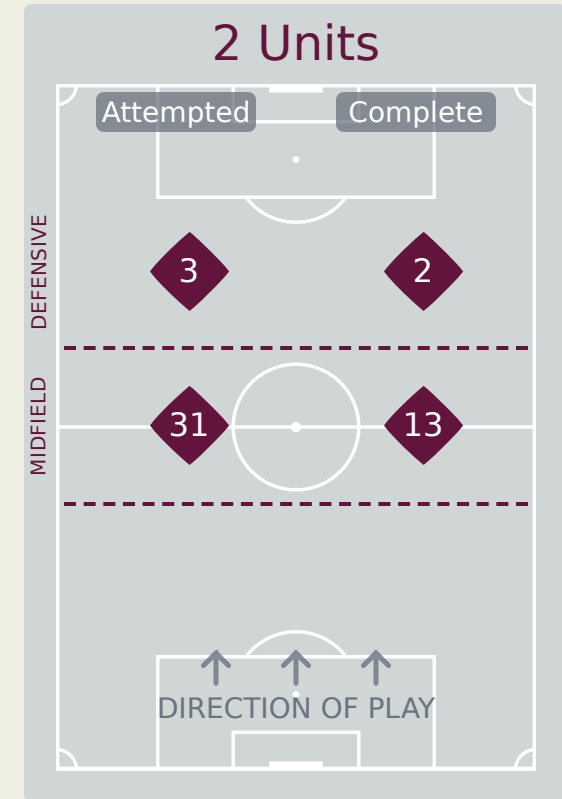 2 Units
Attempted Complete
DEFENSIVE
3 2
MIDFIELD
31 13
DIRECTION OF PLAY